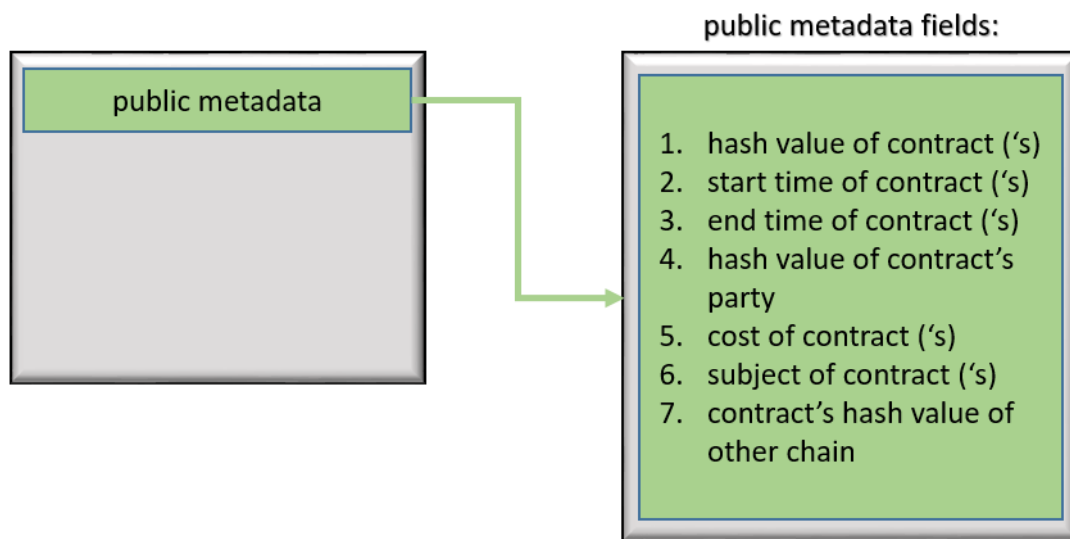 public metadata fields:
public metadata
1. hash value of contract (‘s)
2. start time of contract (‘s)
3. end time of contract (‘s)
4. hash value of contract’s
party
5. cost of contract (‘s)
6. subject of contract (‘s)
7. contract’s hash value of
other chain